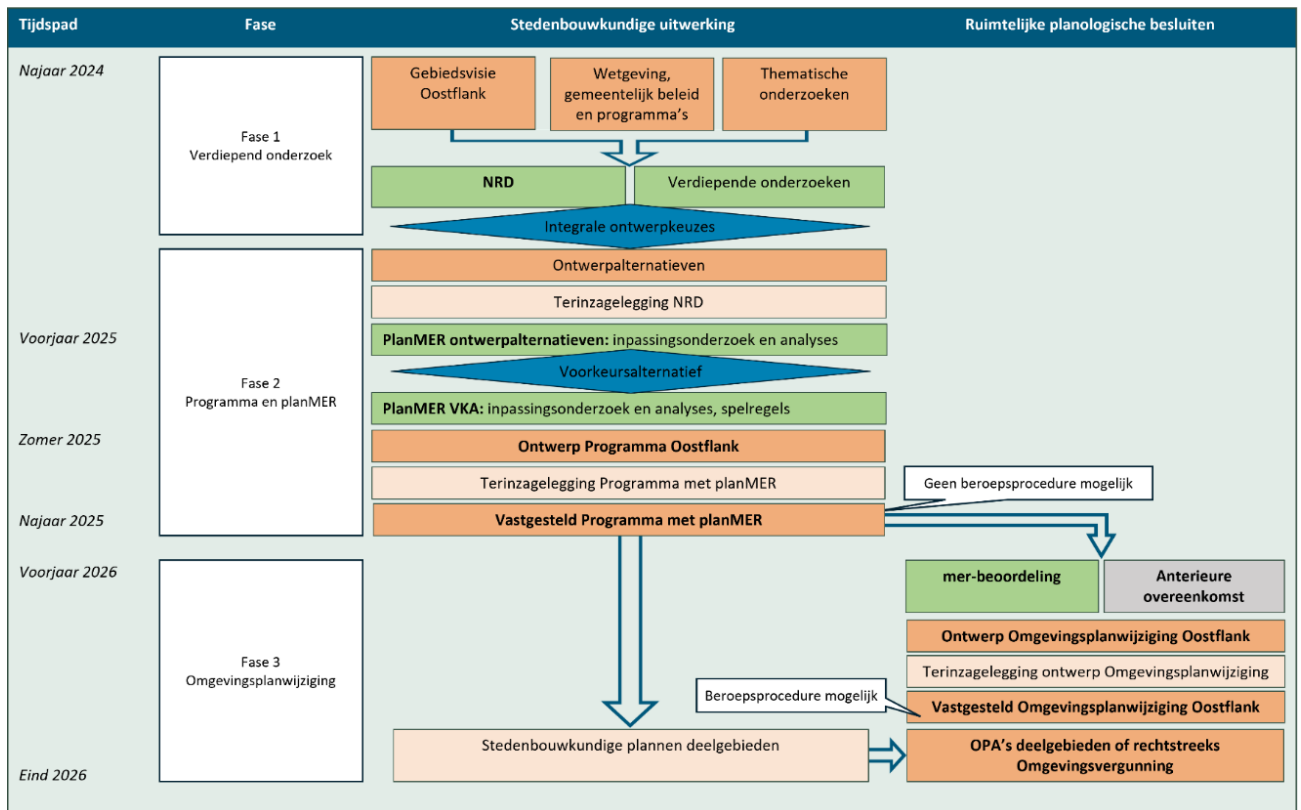 Tijdspad
Fase
Stedenbouwkundige uitwerking
Ruimtelijke planologische besluiten
Najaar 2024
Fase 1
Verdiepend onderzoek
Gebiedsvisie
Oostflank
Wetgeving,
gemeentelijk beleid
en programma's
Thematische
onderzoeken
NRD
Verdiepende onderzoeken
Integrale ontwerpkeuzes
Ontwerpalternatieven
Terinzagelegging NRD
Voorjaar 2025
PlanMER ontwerpalternatieven: inpassingsonderzoek en analyses
Fase 2
Programma en planMER
Voorkeursalternatief
PlanMER VKA: inpassingsonderzoek en analyses, spelregels
Zomer 2025
Ontwerp Programma Oostflank
Terinzagelegging Programma met planMER
Geen beroepsprocedure mogelijk
Najaar 2025
Vastgesteld Programma met planMER
Voorjaar 2026
mer-beoordeling
Anterieure
overeenkomst
Ontwerp Omgevingsplanwijziging Oostflank
Fase 3
Omgevingsplanwijziging
Terinzagelegging ontwerp Omgevingsplanwijziging
Beroepsprocedure mogelijk
Vastgesteld Omgevingsplanwijziging Oostflank
Stedenbouwkundige plannen deelgebieden
OPA's deelgebieden of rechtstreeks
Omgevingsvergunning
Eind 2026